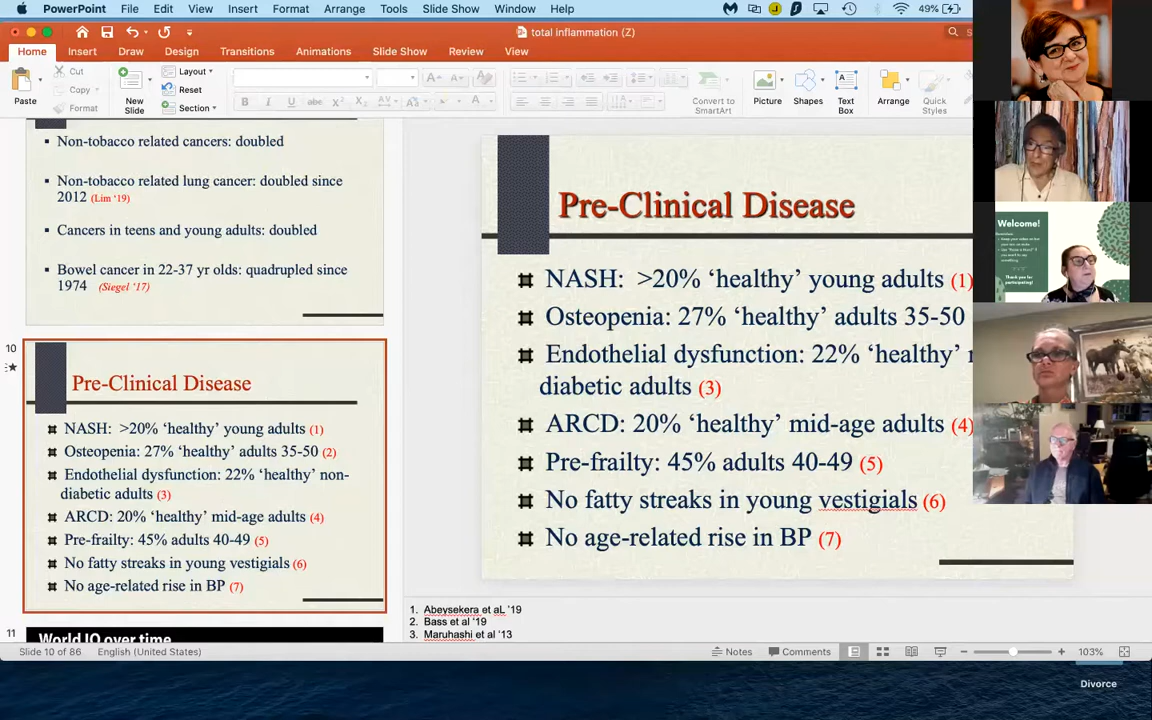 PowerPoint File Edit View Insert Format Arrange Tools Slide Show Window Help 49%
total inflammation (Z)
Home Insert Draw Design Transitions Animations Slide Show Review View
Paste
Cut
Copy
Format
New Slide
Layout
Reset
Section
Convert to SmartArt
Picture
Shapes
Text Box
Arrange
Quick Styles
Non-tobacco related cancers: doubled
Non-tobacco related lung cancer: doubled since
2012 (Lim '19)
Cancers in teens and young adults: doubled
Bowel cancer in 22-37 yr olds: quadrupled since
1974 (Siegel '17)
10
Pre-Clinical Disease
NASH: >20% 'healthy' young adults (1)
Osteopenia: 27% 'healthy' adults 35-50 (2)
Endothelial dysfunction: 22% 'healthy' non-
diabetic adults (3)
ARCD: 20% 'healthy' mid-age adults (4)
Pre-frailty: 45% adults 40-49 (5)
No fatty streaks in young vestigials (6)
No age-related rise in BP (7)
11
World IQ over time
Pre-Clinical Disease
NASH: >20% 'healthy' young adults (1)
Osteopenia: 27% 'healthy' adults 35-50
Endothelial dysfunction: 22% 'healthy'
diabetic adults (3)
ARCD: 20% 'healthy' mid-age adults (4)
Pre-frailty: 45% adults 40-49 (5)
No fatty streaks in young vestigials (6)
No age-related rise in BP (7)
1. Abeysekera et aL '19
2. Bass et al '19
3. Maruhashi et al '13
Slide 10 of 86 English (United States) Notes Comments 103%
Welcome!
Thank you for
participating!
Divorce